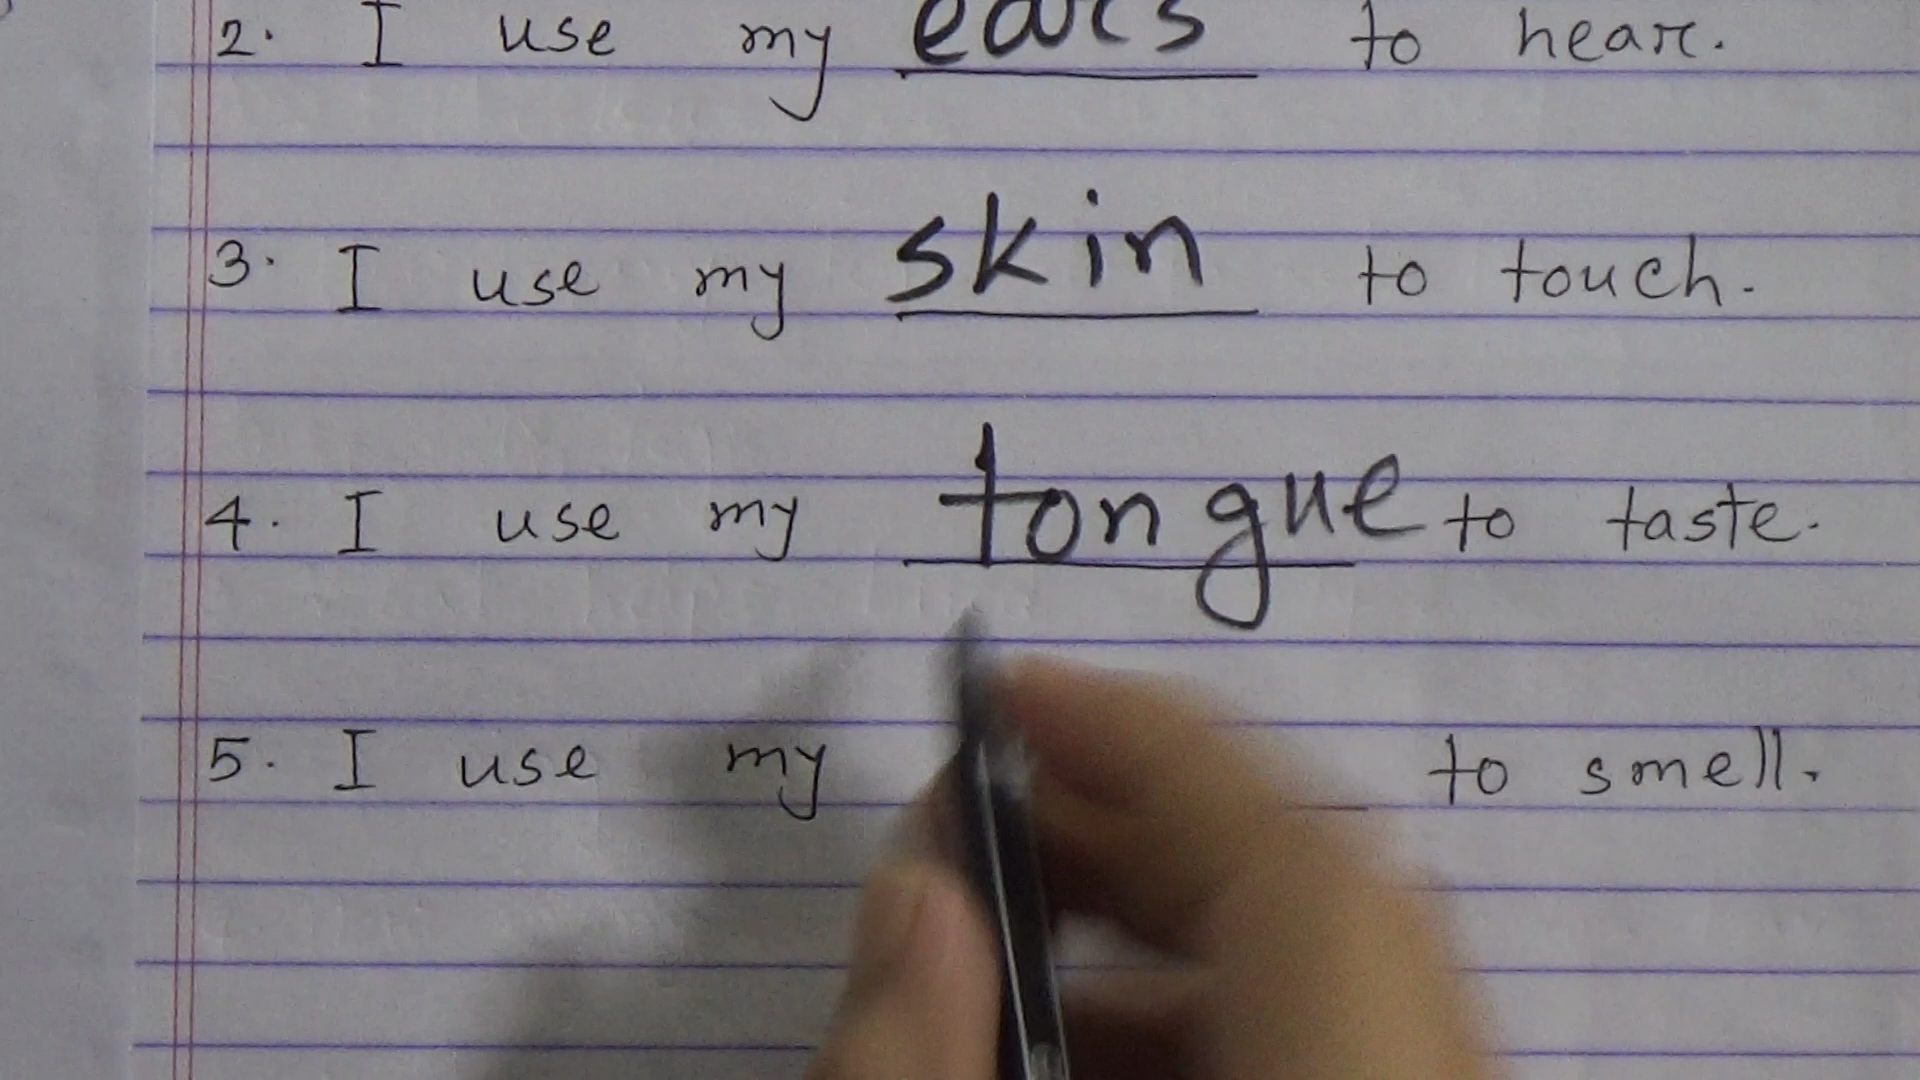 2. I use my ears to hear.
3. I use my skin to touch.
4. I use my tongue to taste.
5. I use my to smell.